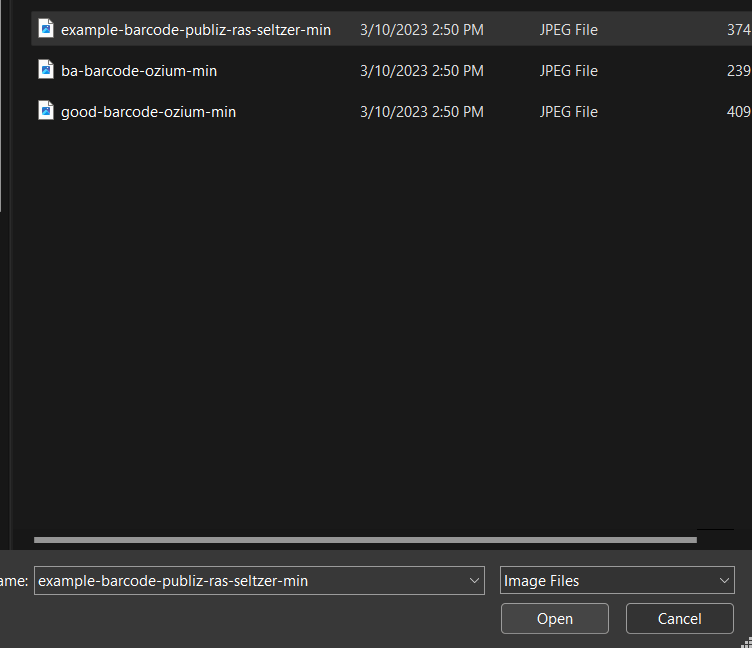 example-barcode-publiz-ras-seltzer-min 3/10/2023 2:50 PM JPEG File 374
ba-barcode-ozium-min 3/10/2023 2:50 PM JPEG File 239
good-barcode-ozium-min 3/10/2023 2:50 PM JPEG File 409
ame: example-barcode-publiz-ras-seltzer-min Image Files
Open Cancel